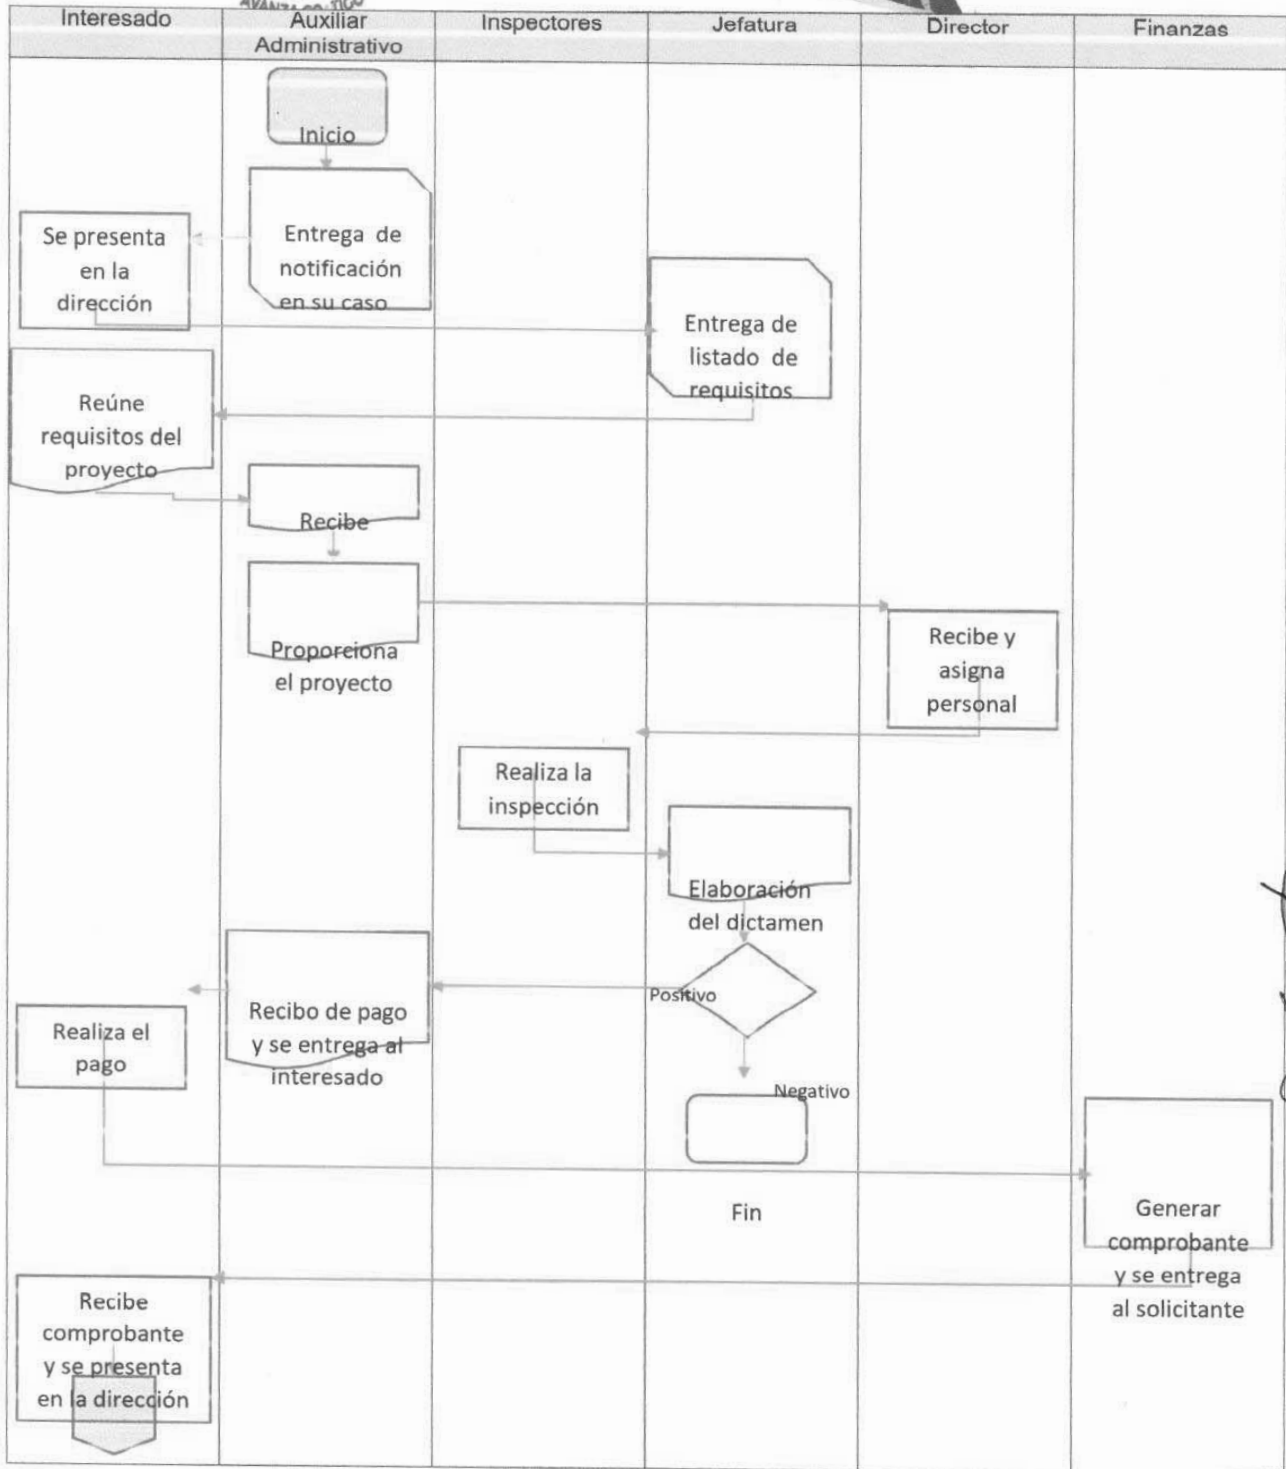 Interesado
Auxiliar
Administrativo
Inspectores
Jefatura
Director
Finanzas
Inicio
Entrega de
notificación
en su caso
Se presenta
en la
dirección
Entrega de
listado de
requisitos
Reúne
requisitos del
proyecto
Recibe
Proporciona
el proyecto
Recibe y
asigna
personal
Realiza la
inspección
Elaboración
del dictamen
Positivo
Recibo de pago
y se entrega al
interesado
Realiza el
pago
Negativo
Fin
Generar
comprobante
y se entrega
al solicitante
Recibe
comprobante
y se presenta
en la dirección